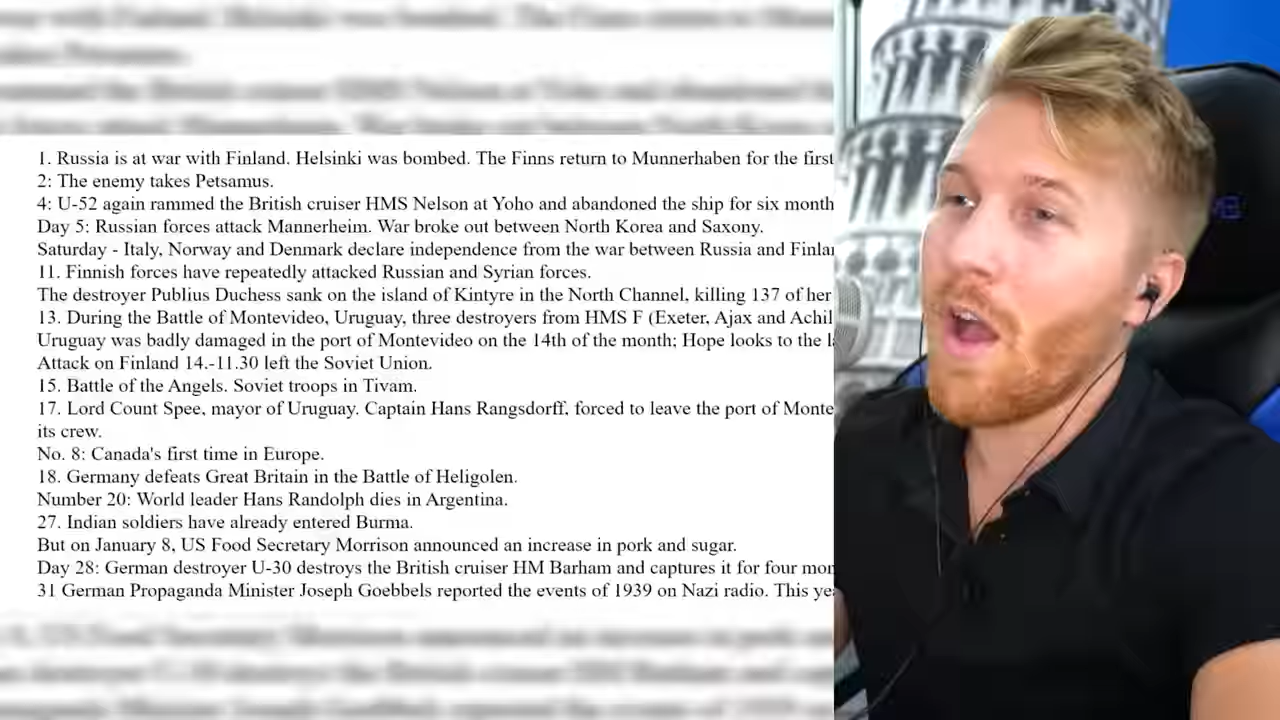 1. Russia is at war with Finland. Helsinki was bombed. The Finns return to Munnerhaben for the first
2: The enemy takes Petsamus.
4: U-52 again rammed the British cruiser HMS Nelson at Yoho and abandoned the ship for six month
Day 5: Russian forces attack Mannerheim. War broke out between North Korea and Saxony.
Saturday - Italy, Norway and Denmark declare independence from the war between Russia and Finla
11. Finnish forces have repeatedly attacked Russian and Syrian forces.
The destroyer Publius Duchess sank on the island of Kintyre in the North Channel, killing 137 of her
13. During the Battle of Montevideo, Uruguay, three destroyers from HMS F (Exeter, Ajax and Achil
Uruguay was badly damaged in the port of Montevideo on the 14th of the month; Hope looks to the
Attack on Finland 14.-11.30 left the Soviet Union.
15. Battle of the Angels. Soviet troops in Tivam.
17. Lord Count Spee, mayor of Uruguay. Captain Hans Rangsdorff, forced to leave the port of Monte
its crew.
No. 8: Canada's first time in Europe.
18. Germany defeats Great Britain in the Battle of Heligolen.
Number 20: World leader Hans Randolph dies in Argentina.
27. Indian soldiers have already entered Burma.
But on January 8, US Food Secretary Morrison announced an increase in pork and sugar.
Day 28: German destroyer U-30 destroys the British cruiser HM Barham and captures it for four mon
31 German Propaganda Minister Joseph Goebbels reported the events of 1939 on Nazi radio. This ye